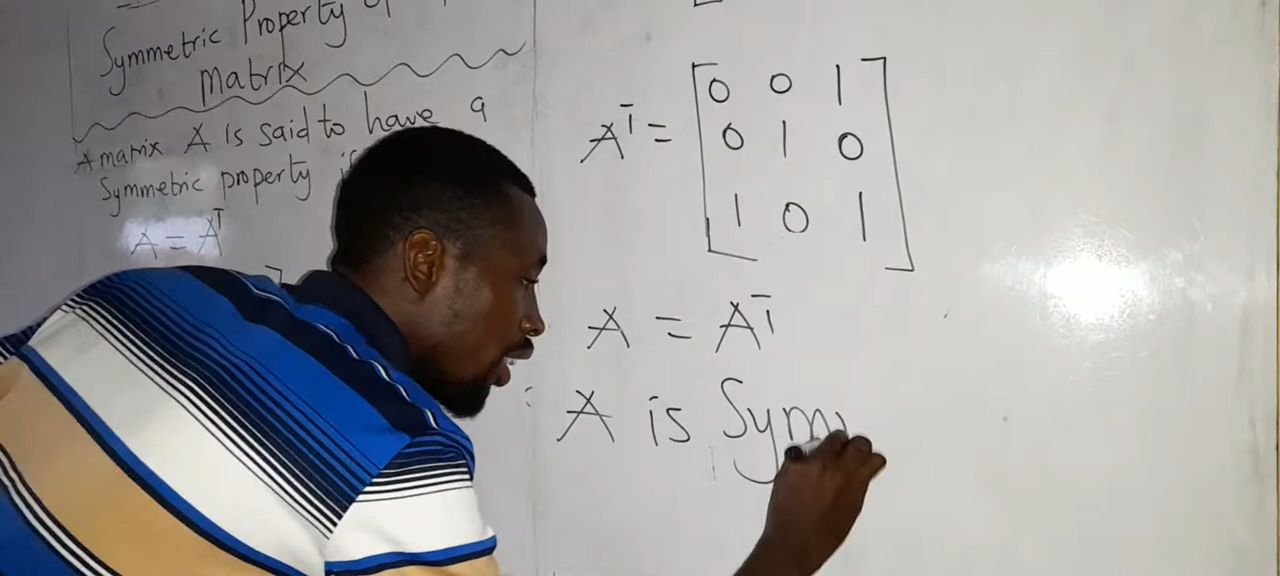 Symmetric Property of
Matrix
A matrix A is said to have a
Symmetric property
A = Aᵀ
Aᵀ =
0 0 1
0 1 0
1 0 1
A = Aᵀ
A is Sym